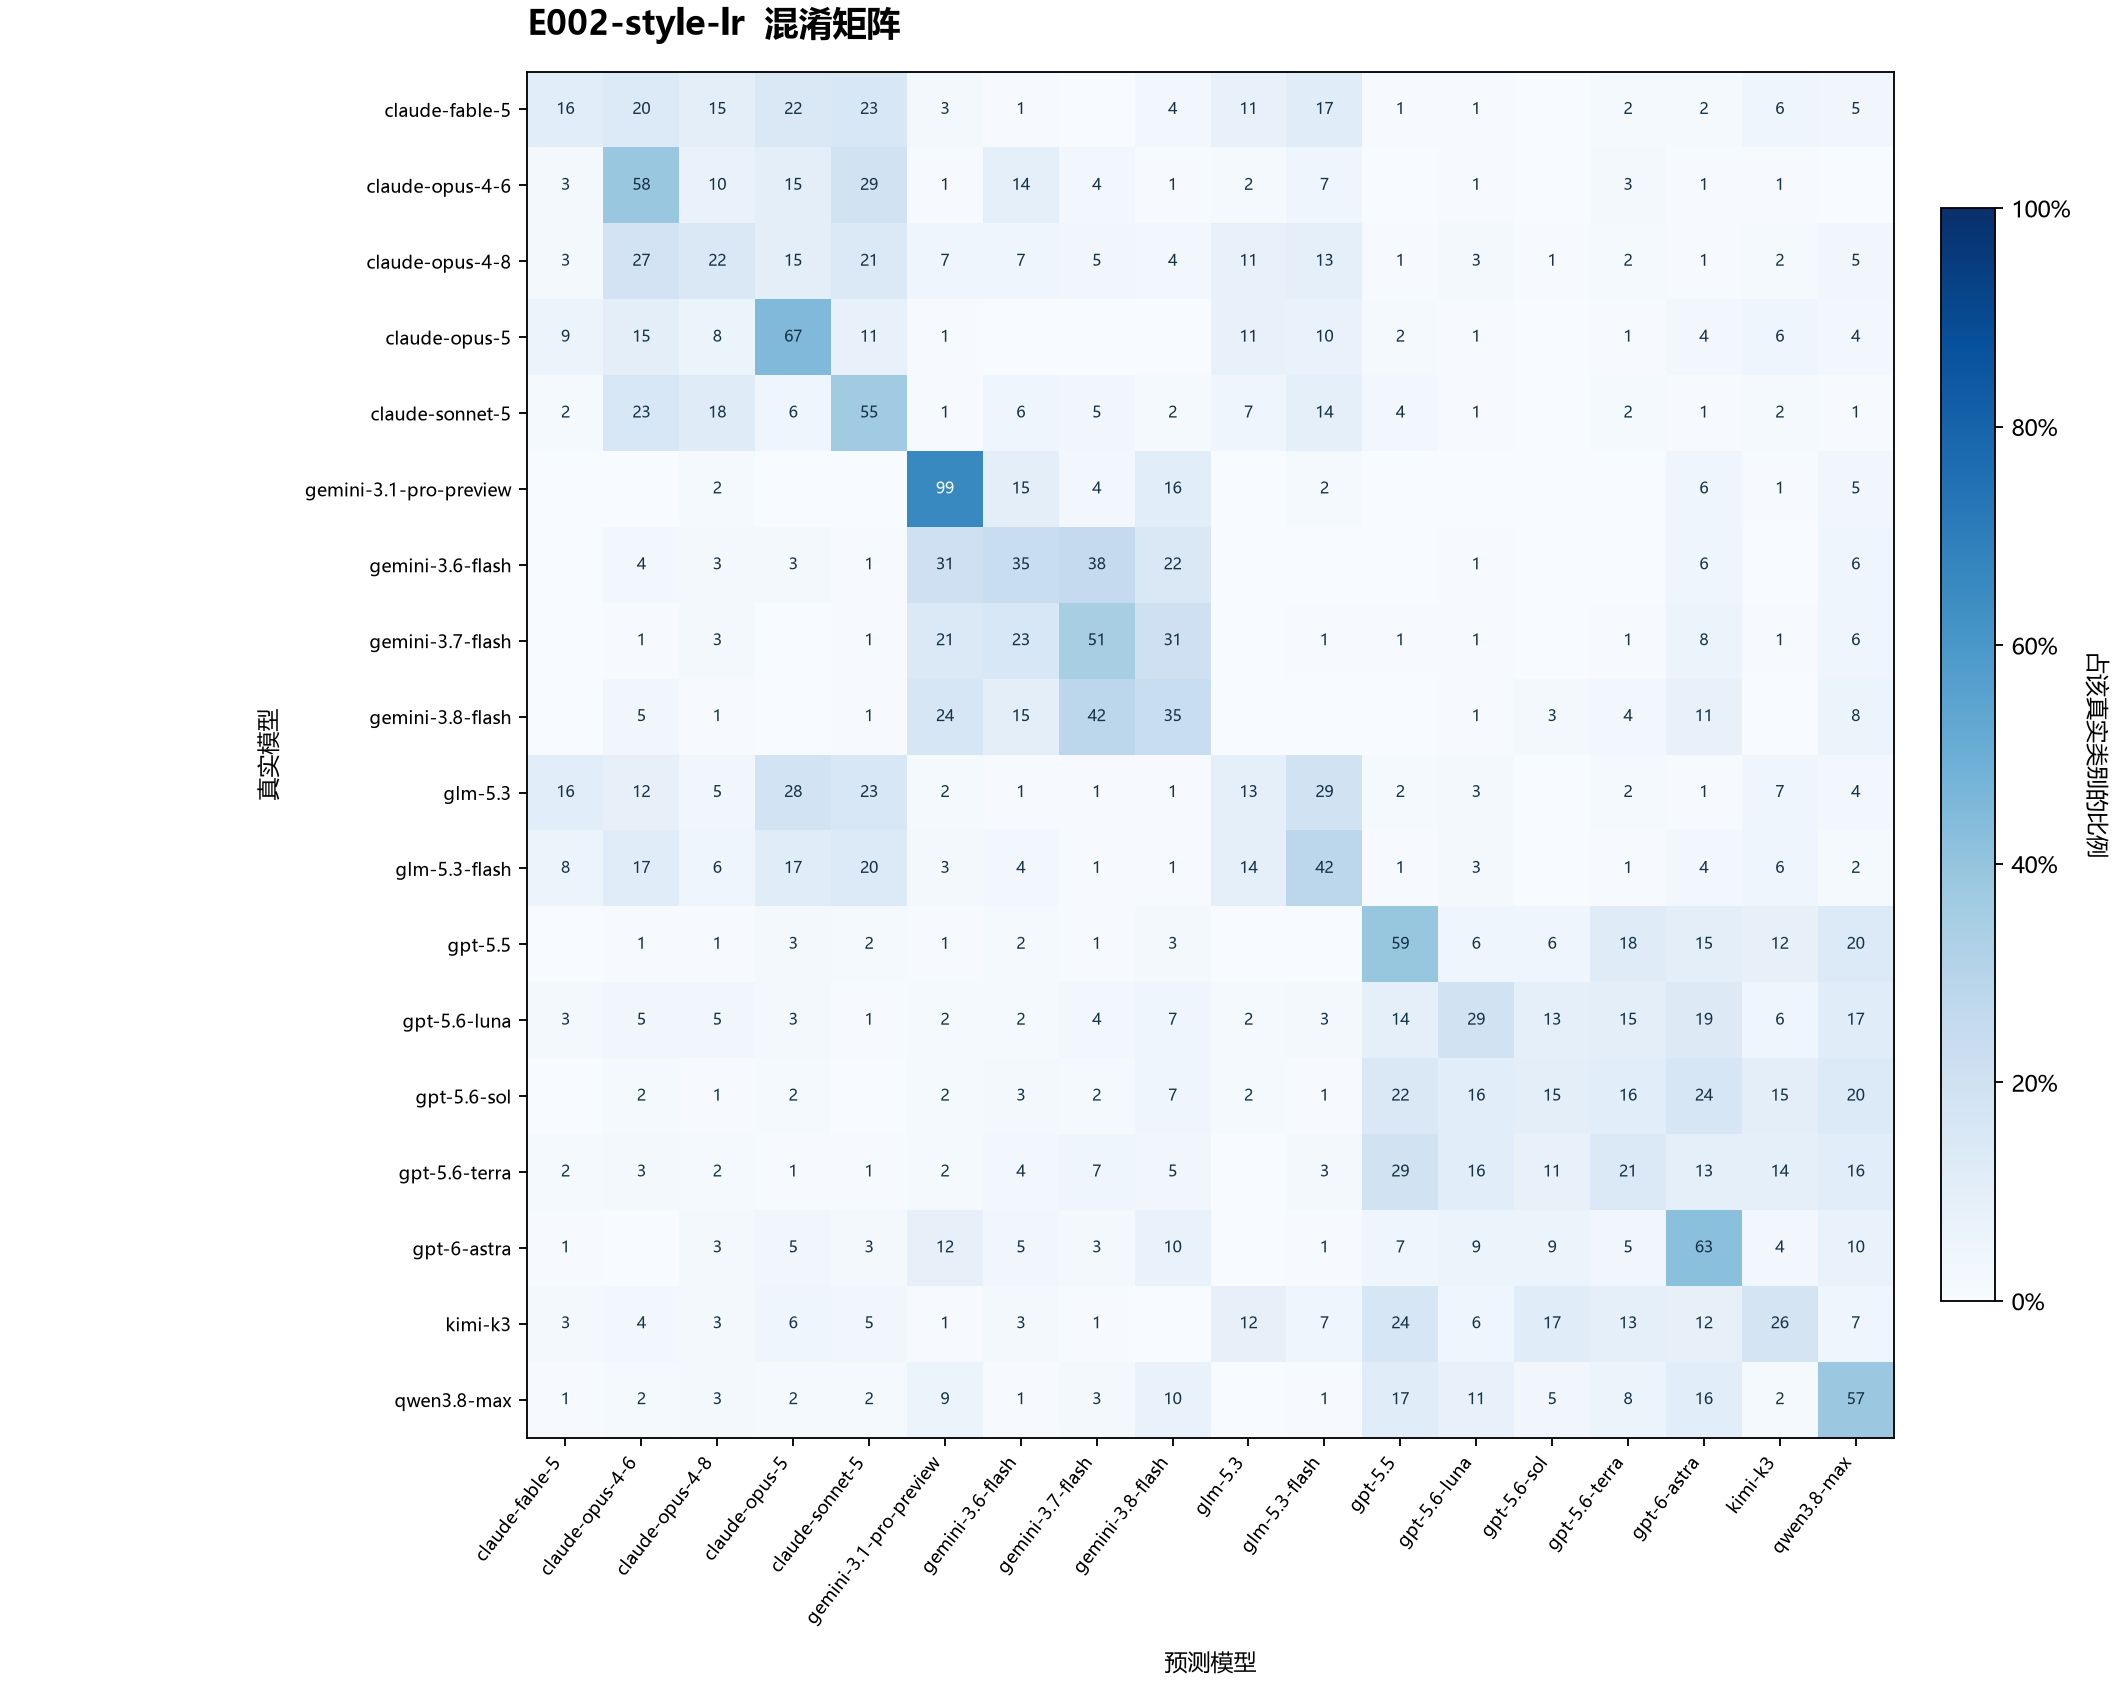 E002-style-lr 混淆矩阵
claude-fable-5 16 20 15 22 23 3 1 4 11 17 1 1 2 2 6 5
claude-opus-4-6 3 58 10 15 29 1 14 4 1 2 7 1 3 1 1
claude-opus-4-8 3 27 22 15 21 7 7 5 4 11 13 1 3 1 2 1 2 5
claude-opus-5 9 15 8 67 11 1 11 10 2 1 1 4 6 4
claude-sonnet-5 2 23 18 6 55 1 6 5 2 7 14 4 1 2 1 2 1
gemini-3.1-pro-preview 2 99 15 4 16 2 6 1 5
gemini-3.6-flash 4 3 3 1 31 35 38 22 1 6 6
gemini-3.7-flash 1 3 1 21 23 51 31 1 1 1 1 8 1 6
gemini-3.8-flash 5 1 1 24 15 42 35 1 3 4 11 8
glm-5.3 16 12 5 28 23 2 1 1 1 13 29 2 3 2 1 7 4
glm-5.3-flash 8 17 6 17 20 3 4 1 1 14 42 1 3 1 4 6 2
gpt-5.5 1 1 3 2 1 2 1 3 59 6 6 18 15 12 20
gpt-5.6-luna 3 5 5 3 1 2 2 4 7 2 3 14 29 13 15 19 6 17
gpt-5.6-sol 2 1 2 2 3 2 7 2 1 22 16 15 16 24 15 20
gpt-5.6-terra 2 3 2 1 1 2 4 7 5 3 29 16 11 21 13 14 16
gpt-6-astra 1 3 5 3 12 5 3 10 1 7 9 9 5 63 4 10
kimi-k3 3 4 3 6 5 1 3 1 12 7 24 6 17 13 12 26 7
qwen3.8-max 1 2 3 2 2 9 1 3 10 1 17 11 5 8 16 2 57
真实模型
claude-fable-5
claude-opus-4-6
claude-opus-4-8
claude-opus-5
claude-sonnet-5
gemini-3.1-pro-preview
gemini-3.6-flash
gemini-3.7-flash
gemini-3.8-flash
glm-5.3
glm-5.3-flash
gpt-5.5
gpt-5.6-luna
gpt-5.6-sol
gpt-5.6-terra
gpt-6-astra
kimi-k3
qwen3.8-max
预测模型
100%
80%
60%
40%
20%
0%
占该真实类别的比例